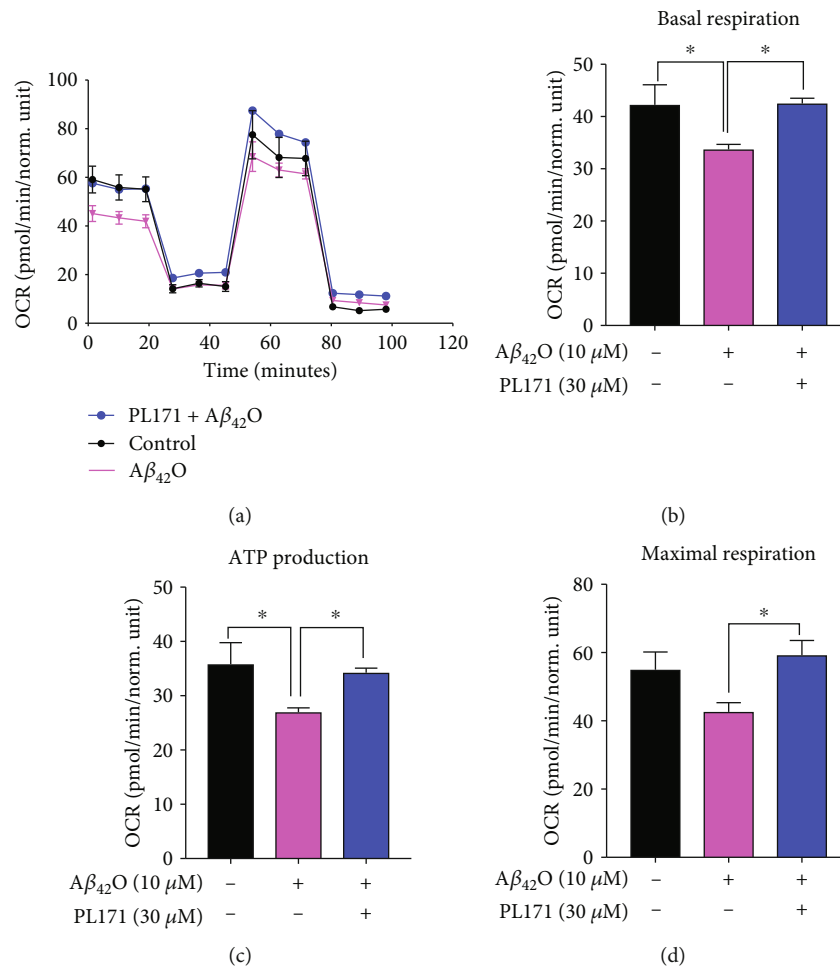 OCR (pmol/min/norm. unit)
100
80
60
40
20
0
0 20 40 60 80 100 120
Time (minutes)
PL171 + Aβ₄₂O
Control
Aβ₄₂O
(a)
Basal respiration
* *
OCR (pmol/min/norm. unit)
50
40
30
20
10
0
Aβ₄₂O (10 μM) − + +
PL171 (30 μM) − − +
(b)
ATP production
* *
OCR (pmol/min/norm. unit)
50
40
30
20
10
0
Aβ₄₂O (10 μM) − + +
PL171 (30 μM) − − +
(c)
Maximal respiration
*
OCR (pmol/min/norm. unit)
80
60
40
20
0
Aβ₄₂O (10 μM) − + +
PL171 (30 μM) − − +
(d)